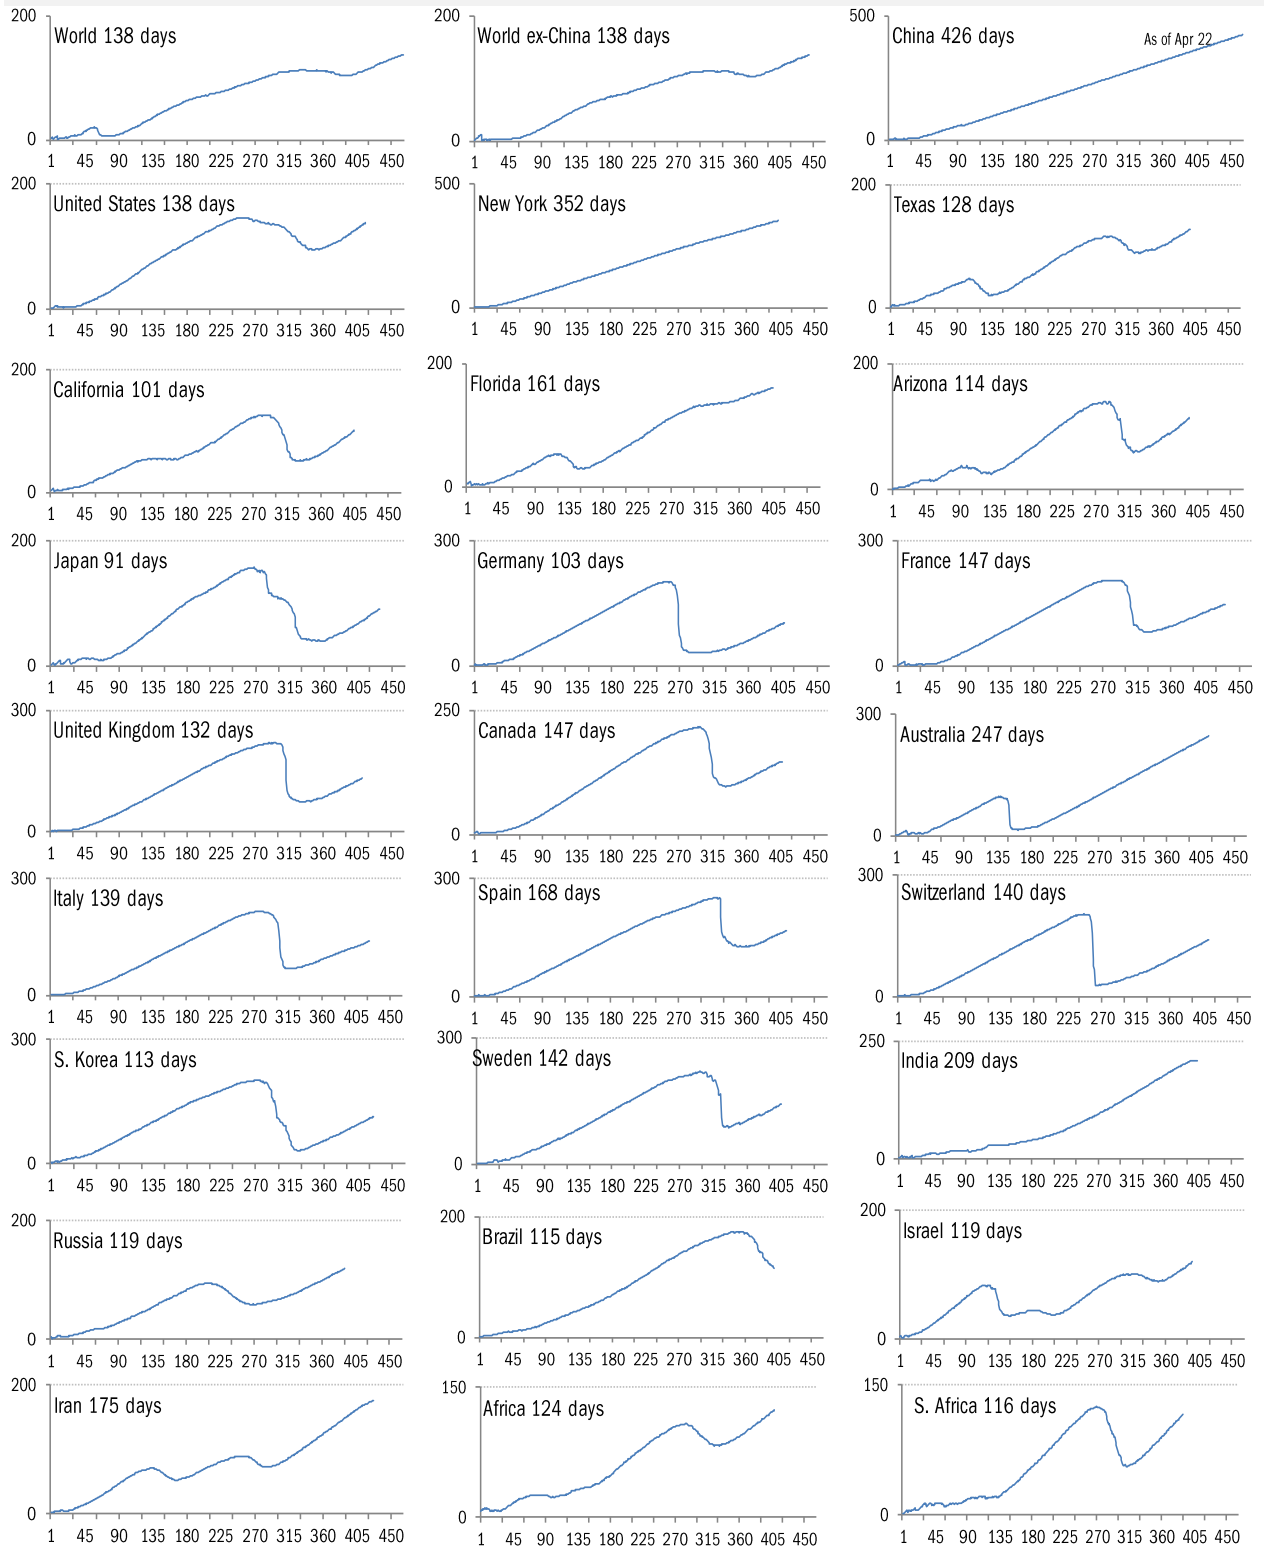 200 200 500
World 138 days World ex-China 138 days China 426 days
As of Apr 22
0 0 0
1 45 90 135 180 225 270 315 360 405 450 1 45 90 135 180 225 270 315 360 405 450 1 45 90 135 180 225 270 315 360 405 450
200 500 200
United States 138 days New York 352 days Texas 128 days
0 0 0
1 45 90 135 180 225 270 315 360 405 450 1 45 90 135 180 225 270 315 360 405 450 1 45 90 135 180 225 270 315 360 405 450
200 200 200
California 101 days Florida 161 days Arizona 114 days
0 0 0
1 45 90 135 180 225 270 315 360 405 450 1 45 90 135 180 225 270 315 360 405 450 1 45 90 135 180 225 270 315 360 405 450
200 300 300
Japan 91 days Germany 103 days France 147 days
0 0 0
1 45 90 135 180 225 270 315 360 405 450 1 45 90 135 180 225 270 315 360 405 450 1 45 90 135 180 225 270 315 360 405 450
300 250 300
United Kingdom 132 days Canada 147 days Australia 247 days
0 0 0
1 45 90 135 180 225 270 315 360 405 450 1 45 90 135 180 225 270 315 360 405 450 1 45 90 135 180 225 270 315 360 405 450
300 300 300
Italy 139 days Spain 168 days Switzerland 140 days
0 0 0
1 45 90 135 180 225 270 315 360 405 450 1 45 90 135 180 225 270 315 360 405 450 1 45 90 135 180 225 270 315 360 405 450
300 300 250
S. Korea 113 days Sweden 142 days India 209 days
0 0 0
1 45 90 135 180 225 270 315 360 405 450 1 45 90 135 180 225 270 315 360 405 450 1 45 90 135 180 225 270 315 360 405 450
200 200 200
Russia 119 days Brazil 115 days Israel 119 days
0 0 0
1 45 90 135 180 225 270 315 360 405 450 1 45 90 135 180 225 270 315 360 405 450 1 45 90 135 180 225 270 315 360 405 450
200 150 150
Iran 175 days Africa 124 days S. Africa 116 days
0 0 0
1 45 90 135 180 225 270 315 360 405 450 1 45 90 135 180 225 270 315 360 405 450 1 45 90 135 180 225 270 315 360 405 450